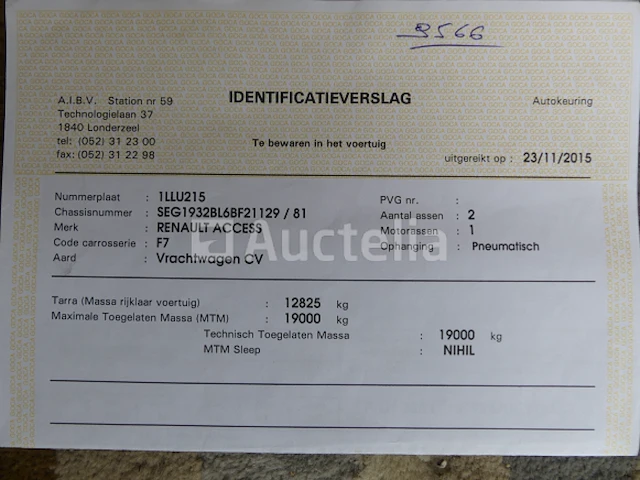 9566
A.I.B.V. Station nr 59
IDENTIFICATIEVERSLAG
Autokeuring
Technologielaan 37
1840 Londerzeel
tel: (052) 31 23 00
Te bewaren in het voertuig
fax: (052) 31 22 98
uitgereikt op : 23/11/2015
Nummerplaat : 1LLU215
PVG nr. :
Chassisnummer : SEG1932BL6BF21129 / 81
Aantal assen : 2
Merk : RENAULT ACCESS
Motorassen : 1
Code carrosserie : F7
Ophanging : Pneumatisch
Aard : Vrachtwagen CV
Auctelia
Tarra (Massa rijklaar voertuig) : 12825 kg
Maximale Toegelaten Massa (MTM) : 19000 kg
Technisch Toegelaten Massa : 19000 kg
MTM Sleep : NIHIL